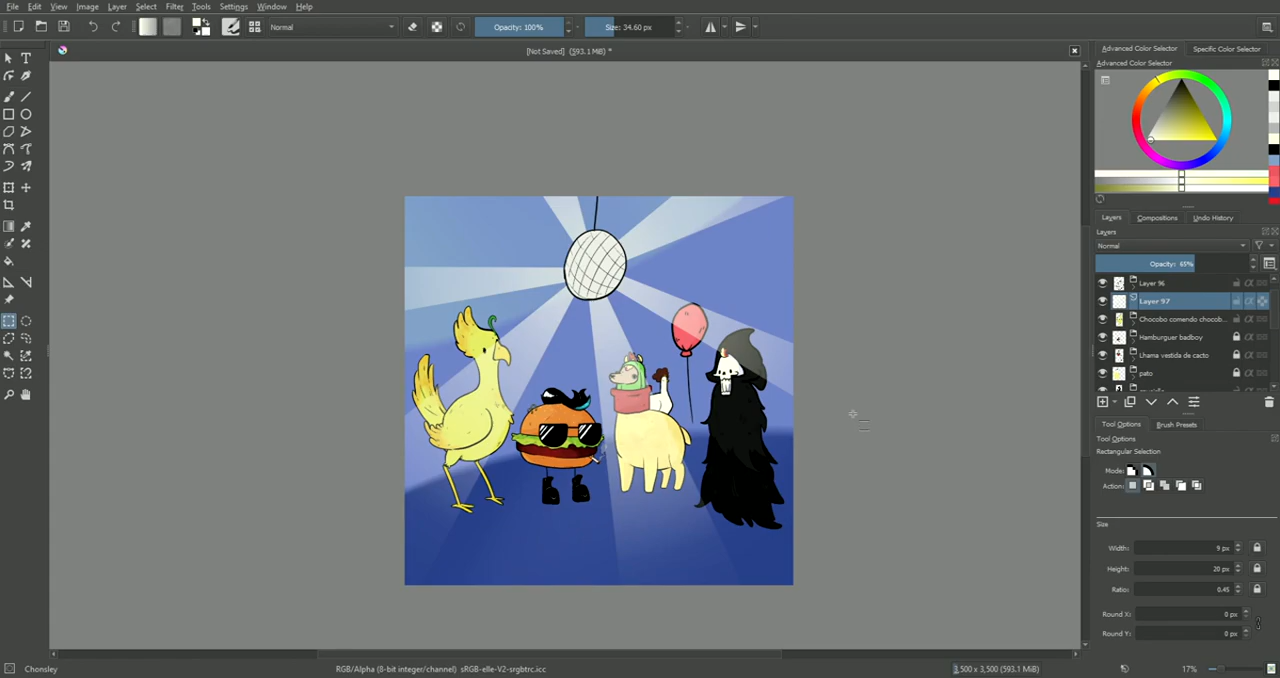 File Edit View Image Layer Select Filter Tools Settings Window Help
Normal Opacity: 100% Size: 34.60 px
[Not Saved] (593.1 MiB) *
Advanced Color Selector Specific Color Selector
Advanced Color Selector
Layers Compositions Undo History
Layers
Normal
Opacity: 65%
Layer 96
Layer 97
Chocobo comendo chocob...
Hamburguer badboy
Lhama vestida de cacto
pato
Tool Options Brush Presets
Tool Options
Rectangular Selection
Mode:
Action:
Size
Width: 9 px
Height: 20 px
Ratio: 0.45
Round X: 0 px
Round Y: 0 px
Chonsley RGB/Alpha (8-bit integer/channel) sRGB-elle-V2-srgbtrc.icc 3,500 x 3,500 (593.1 MiB) 17%